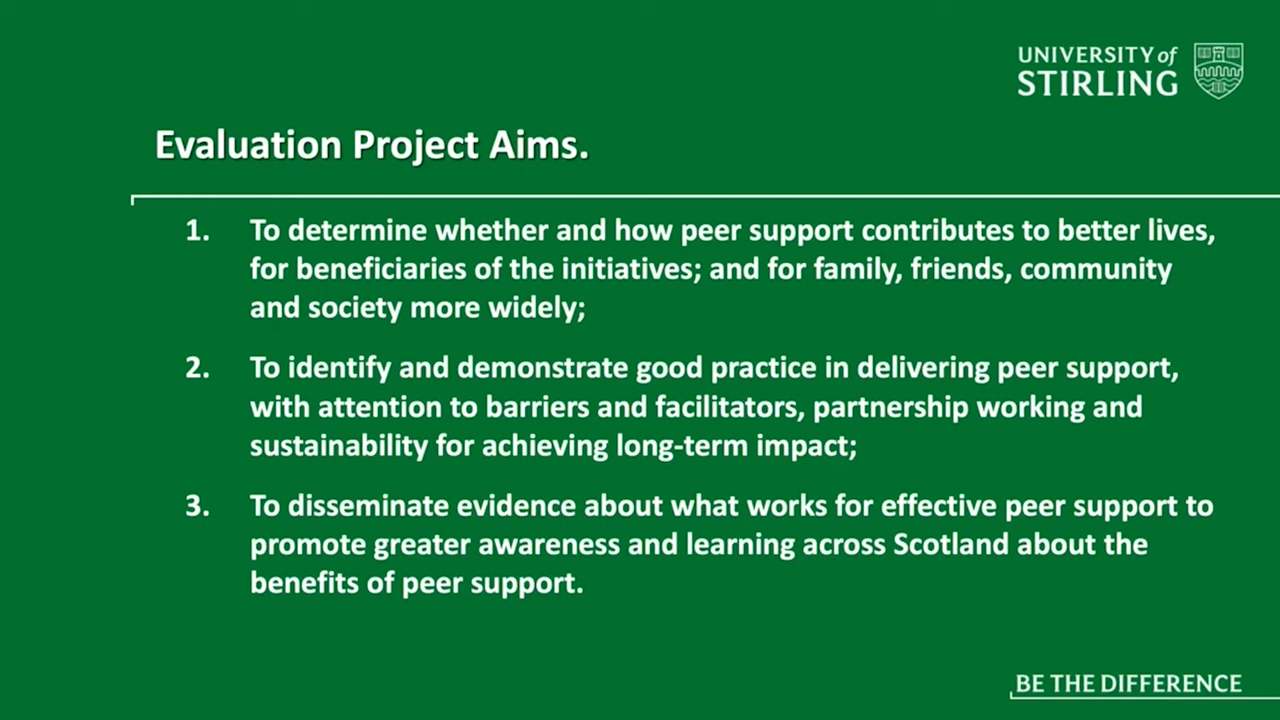 UNIVERSITY of
STIRLING
Evaluation Project Aims.
1. To determine whether and how peer support contributes to better lives,
for beneficiaries of the initiatives; and for family, friends, community
and society more widely;
2. To identify and demonstrate good practice in delivering peer support,
with attention to barriers and facilitators, partnership working and
sustainability for achieving long-term impact;
3. To disseminate evidence about what works for effective peer support to
promote greater awareness and learning across Scotland about the
benefits of peer support.
BE THE DIFFERENCE